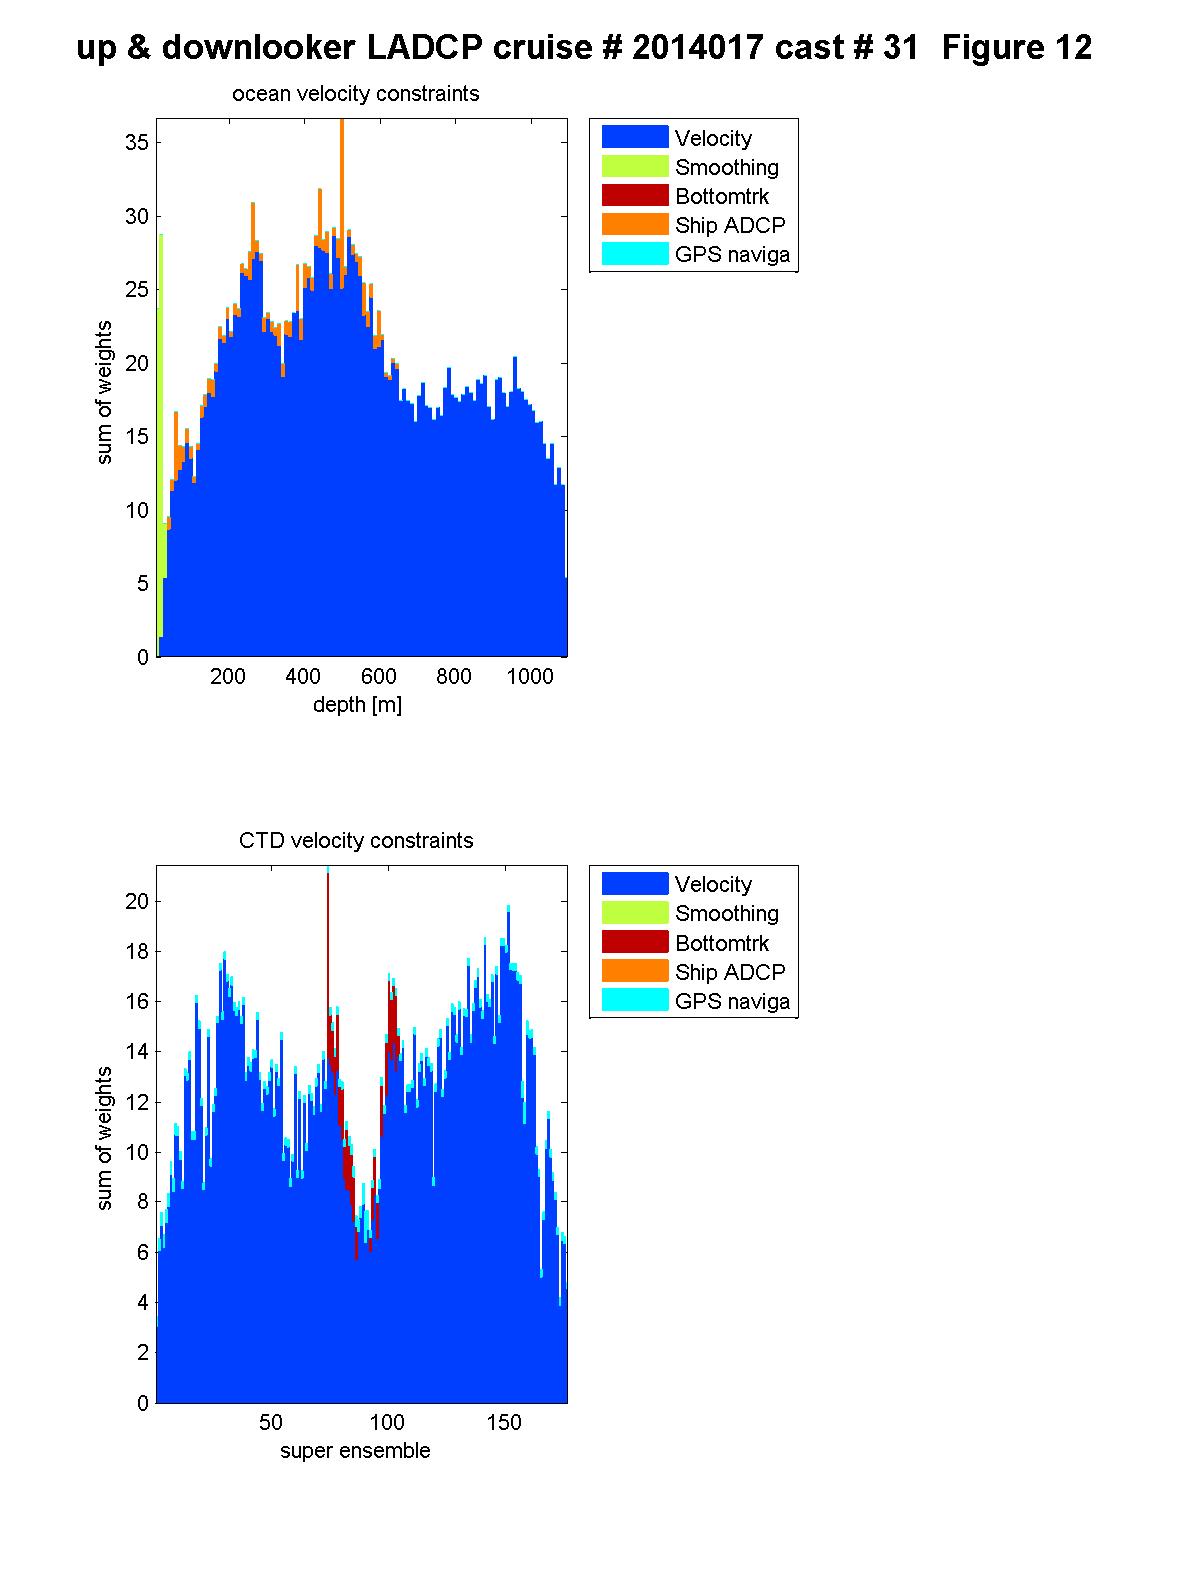 up & downlooker LADCP cruise # 2014017 cast # 31 Figure 12
ocean velocity constraints
35
30
25
20
15
10
5
0
sum of weights
200 400 600 800 1000
depth [m]
Velocity
Smoothing
Bottomtrk
Ship ADCP
GPS naviga
CTD velocity constraints
20
18
16
14
12
10
8
6
4
2
0
sum of weights
50 100 150
super ensemble
Velocity
Smoothing
Bottomtrk
Ship ADCP
GPS naviga